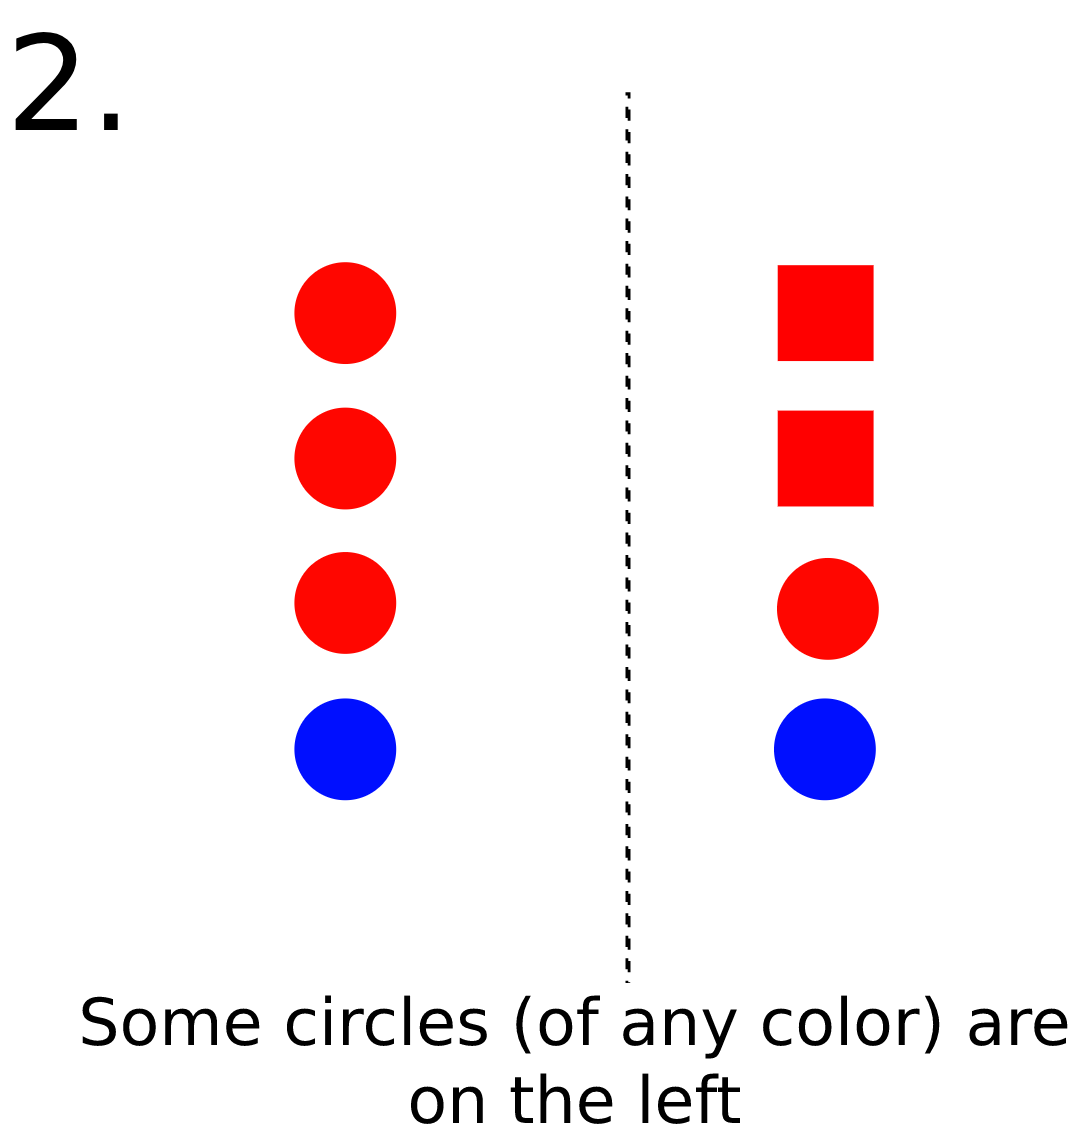 2.
Some circles (of any color) are
on the left